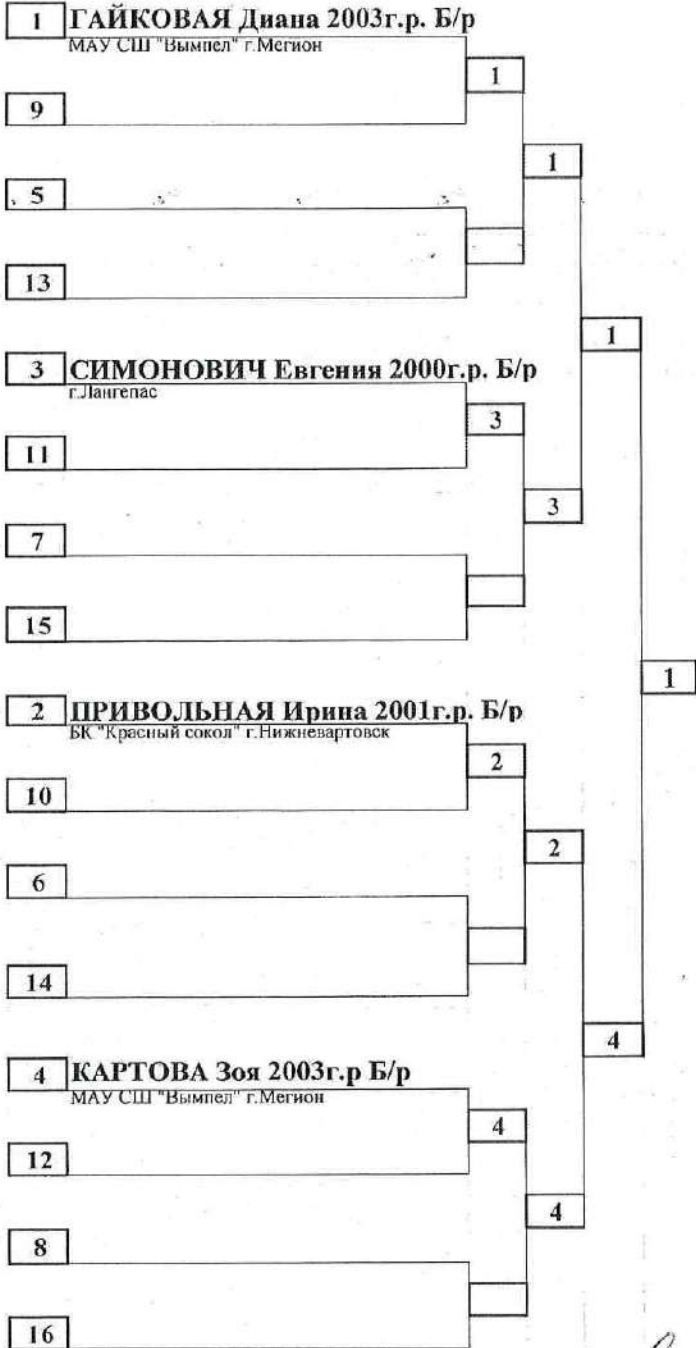 1 ГАЙКОВАЯ Диана 2003г.р. Б/р
МАУ СШ "Вымпел" г.Мегион
1
9
1
5
13
1
3 СИМОНОВИЧ Евгения 2000г.р. Б/р
г.Лангепас
3
11
3
7
15
1
2 ПРИВОЛЬНАЯ Ирина 2001г.р. Б/р
БК "Красный сокол" г.Нижневартовск
2
10
2
6
14
4
4 КАРТОВА Зоя 2003г.р Б/р
МАУ СШ "Вымпел" г.Мегион
4
12
4
8
16